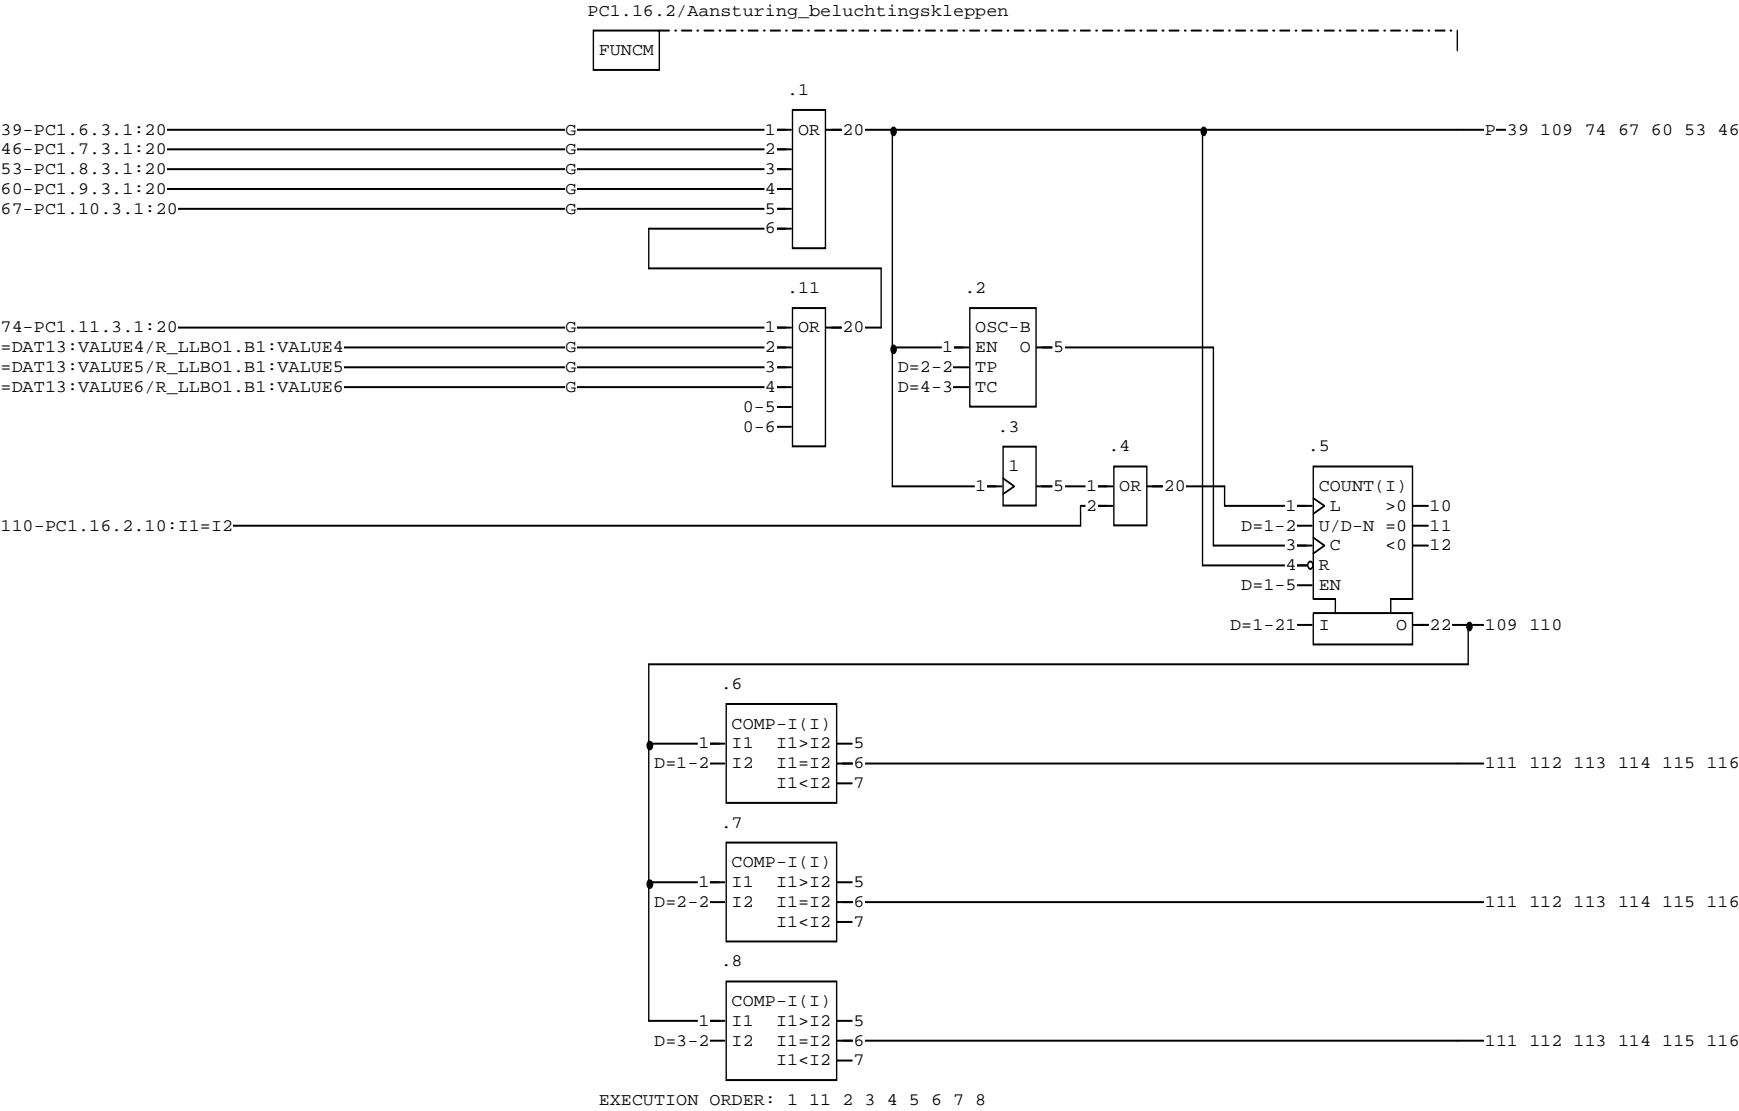 PC1.16.2/Aansturing_beluchtingskleppen
FUNCM
.1
39-PC1.6.3.1:20 G 1 OR 20 P-39 109 74 67 60 53 46
46-PC1.7.3.1:20 G 2
53-PC1.8.3.1:20 G 3
60-PC1.9.3.1:20 G 4
67-PC1.10.3.1:20 G 5
6
.11 .2
74-PC1.11.3.1:20 G 1 OR 20 OSC-B
=DAT13:VALUE4/R_LLBO1.B1:VALUE4 G 2 1 EN O 5
=DAT13:VALUE5/R_LLBO1.B1:VALUE5 G 3 D=2-2 TP
=DAT13:VALUE6/R_LLBO1.B1:VALUE6 G 4 D=4-3 TC
0-5
0-6 .3
.4 .5
1
1 5 1 OR 20 COUNT(I)
2 1 L >0 10
110-PC1.16.2.10:I1=I2 D=1-2 U/D-N =0 11
3 C <0 12
4 R
D=1-5 EN
D=1-21 I O 22 109 110
.6
COMP-I(I)
1 I1 I1>I2 5
D=1-2 I2 I1=I2 6 111 112 113 114 115 116
I1<I2 7
.7
COMP-I(I)
1 I1 I1>I2 5
D=2-2 I2 I1=I2 6 111 112 113 114 115 116
I1<I2 7
.8
COMP-I(I)
1 I1 I1>I2 5
D=3-2 I2 I1=I2 6 111 112 113 114 115 116
I1<I2 7
EXECUTION ORDER: 1 11 2 3 4 5 6 7 8